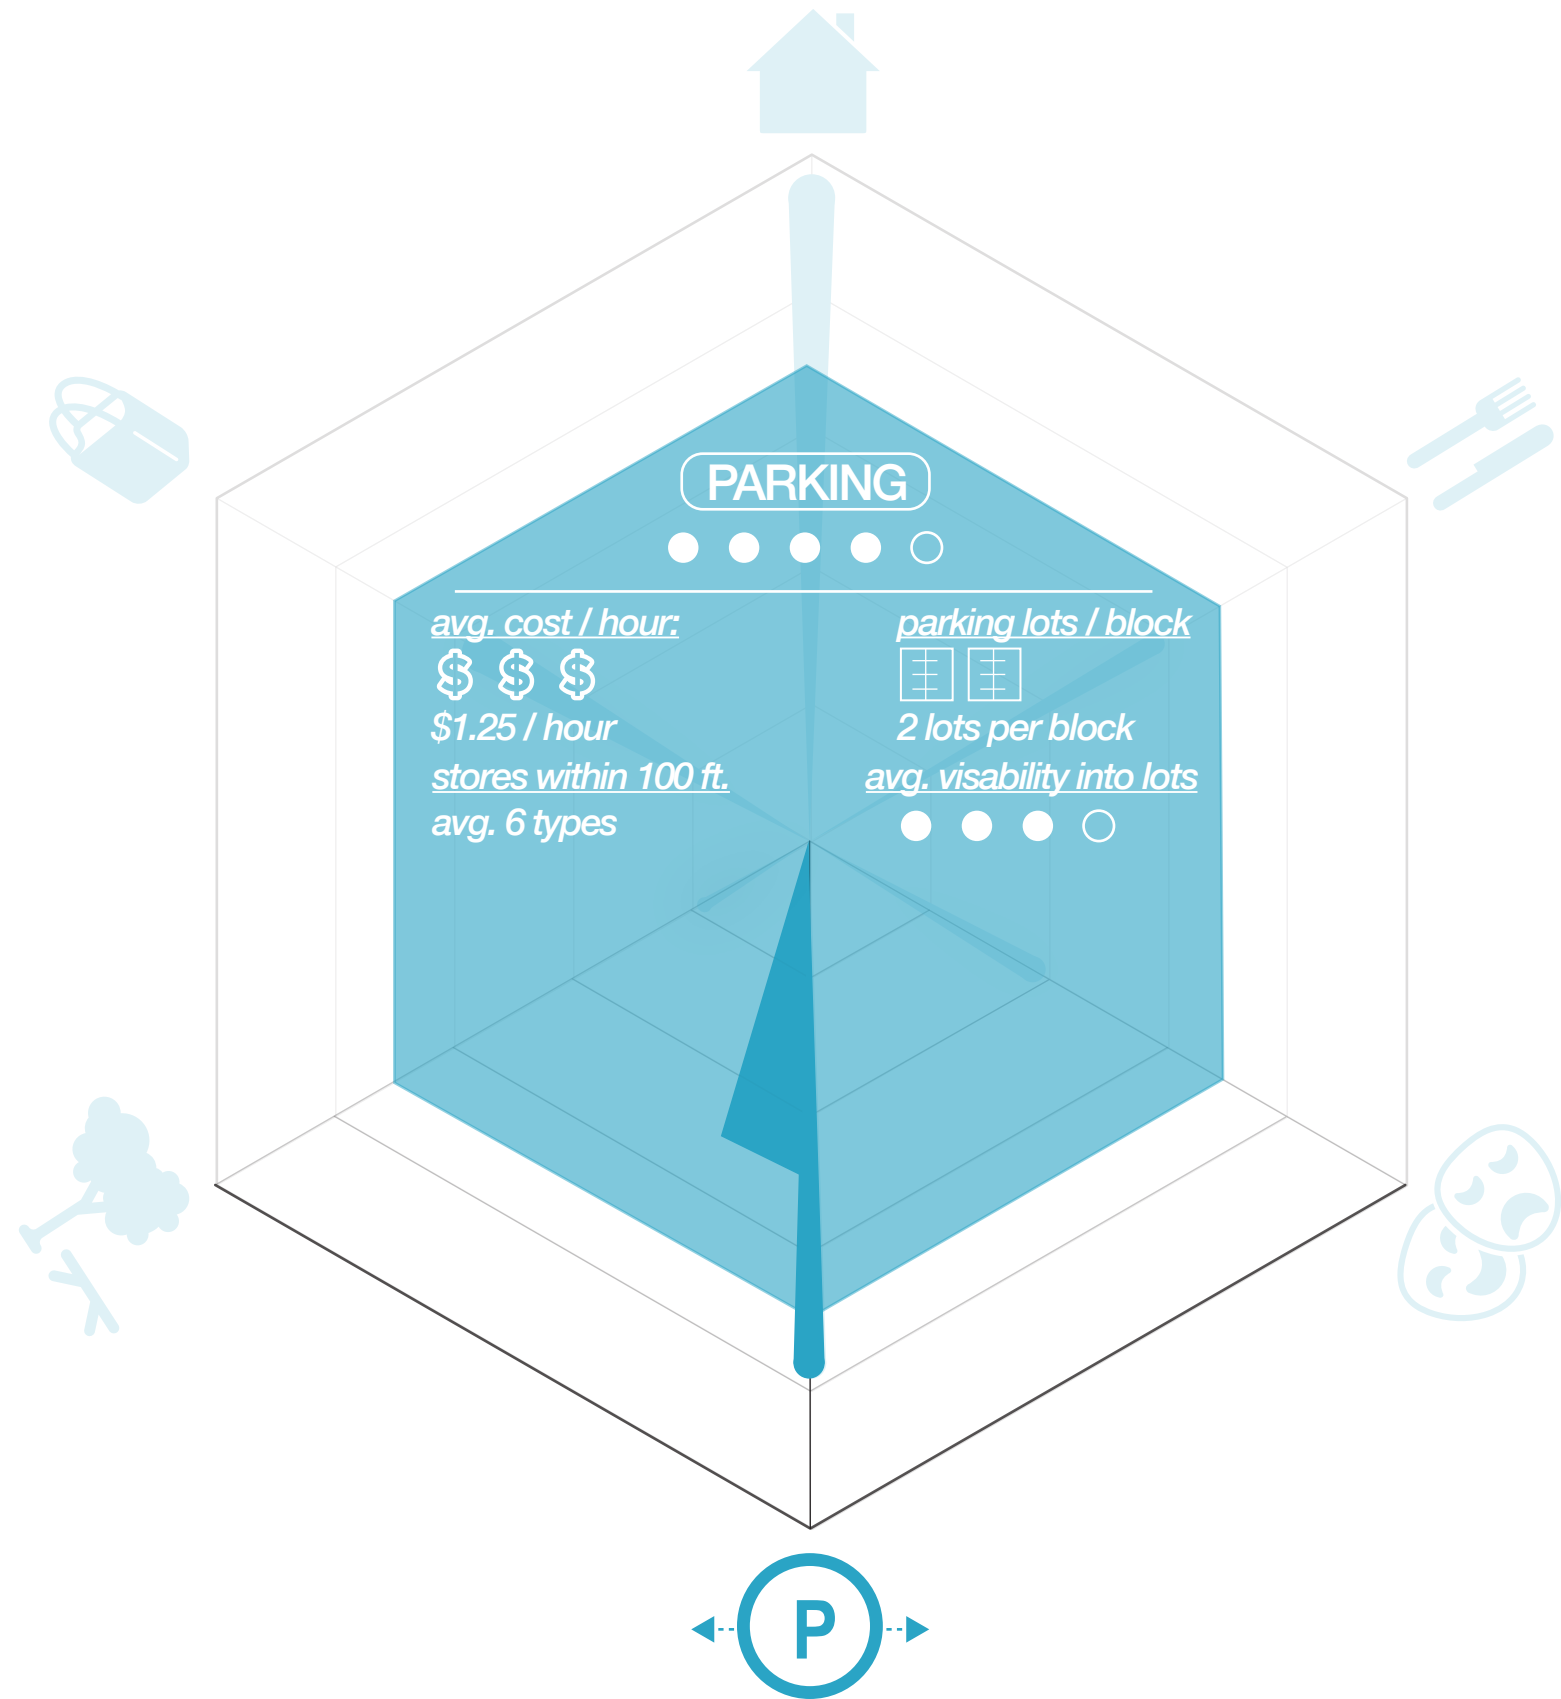 PARKING
avg. cost / hour:
$ $ $
$1.25 / hour
stores within 100 ft.
avg. 6 types
parking lots / block
2 lots per block
avg. visability into lots
P